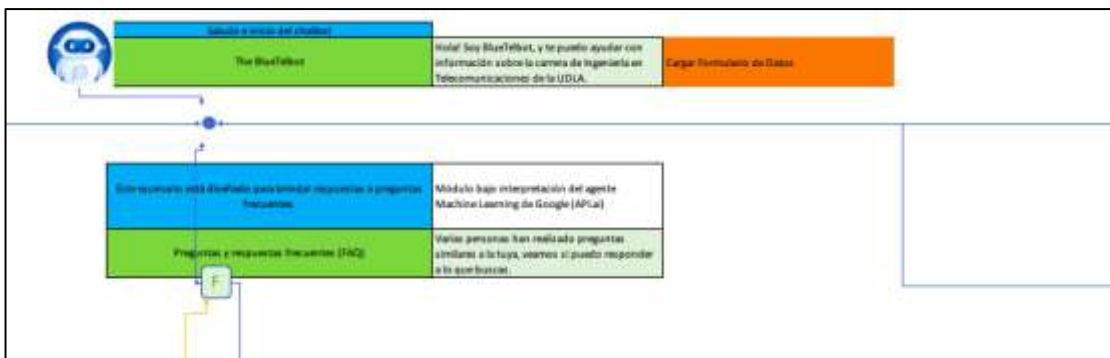 Saludo e inicio del chatbot
The BlueTelbot
Hola! Soy BlueTelbot, y te puedo ayudar con
información sobre la carrera de Ingeniería en
Telecomunicaciones de la UDLA.
Cargar Formulario de Datos
Este escenario está diseñado para brindar respuestas a preguntas
frecuentes
Módulo bajo interpretación del agente
Machine Learning de Google (API.ai)
Preguntas y respuestas frecuentes (FAQ)
Varias personas han realizado preguntas
similares a la tuya, veamos si puedo responder
a lo que buscas.
F